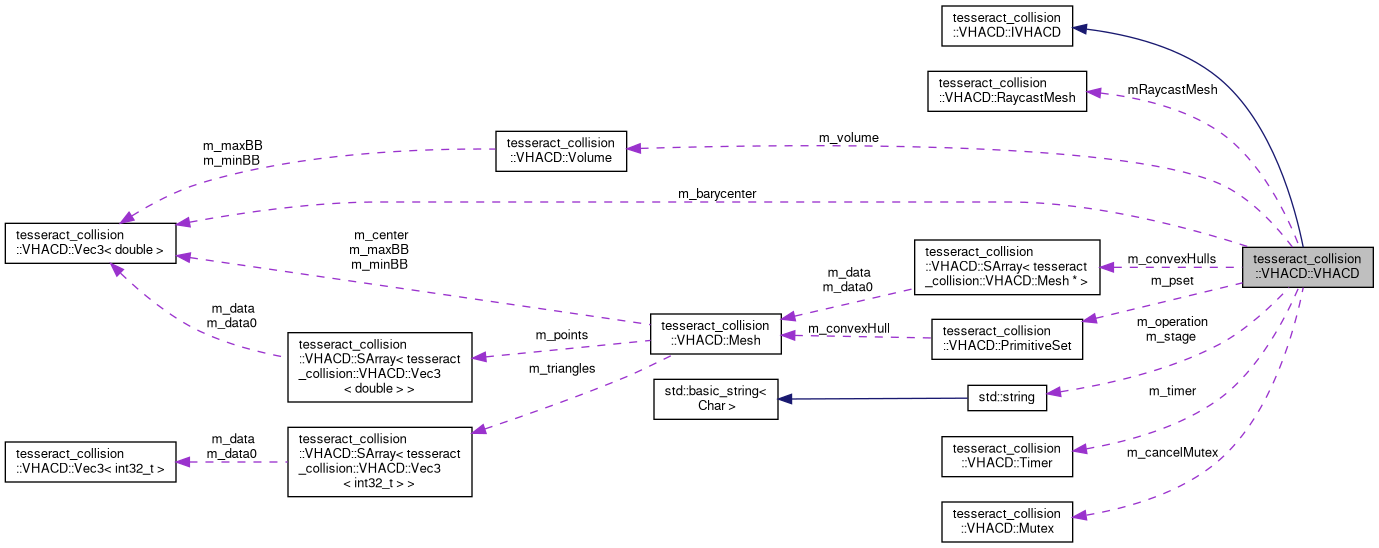 tesseract_collision
::VHACD::IVHACD
tesseract_collision
::VHACD::RaycastMesh
mRaycastMesh
m_maxBB
m_minBB
tesseract_collision
::VHACD::Volume
m_volume
m_barycenter
tesseract_collision
::VHACD::Vec3< double >
m_center
m_maxBB
m_minBB
tesseract_collision
::VHACD::SArray< tesseract
_collision::VHACD::Mesh * >
m_convexHulls
tesseract_collision
::VHACD::VHACD
m_data
m_data0
m_pset
m_data
m_data0
tesseract_collision
::VHACD::SArray< tesseract
_collision::VHACD::Vec3
< double > >
m_points
tesseract_collision
::VHACD::Mesh
m_convexHull
tesseract_collision
::VHACD::PrimitiveSet
m_operation
m_stage
m_triangles
std::basic_string<
Char >
std::string
m_timer
tesseract_collision
::VHACD::Vec3< int32_t >
m_data
m_data0
tesseract_collision
::VHACD::SArray< tesseract
_collision::VHACD::Vec3
< int32_t > >
tesseract_collision
::VHACD::Timer
m_cancelMutex
tesseract_collision
::VHACD::Mutex